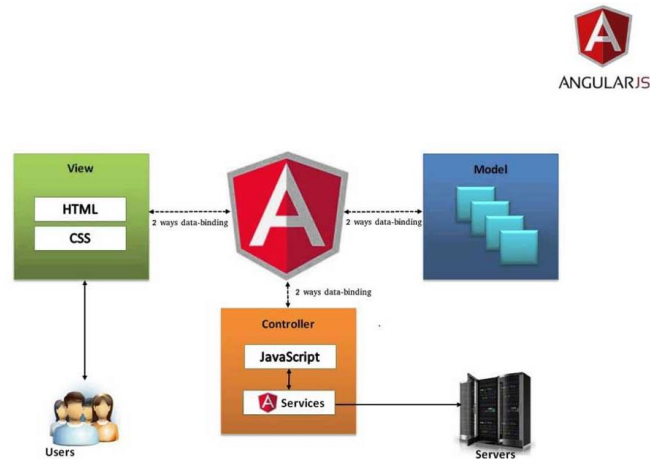 ANGULARJS
View
Model
HTML
CSS
2 ways data-binding
2 ways data-binding
2 ways data-binding
Controller
JavaScript
Services
Users
Servers